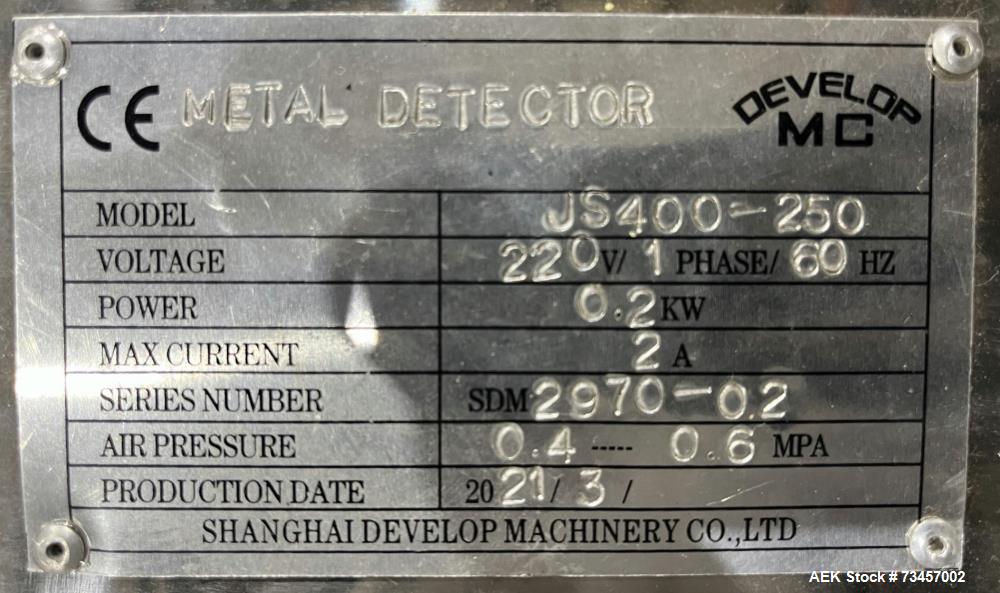 CE METAL DETECTOR DEVELOP
MC
MODEL JS400-250
VOLTAGE 220V/ 1 PHASE/ 60 HZ
POWER 0.2KW
MAX CURRENT 2 A
SERIES NUMBER SDM2970-02
AIR PRESSURE 0.4 ----- 0.6 MPA
PRODUCTION DATE 2021/ 3 /
SHANGHAI DEVELOP MACHINERY CO.,LTD
AEK Stock # 73457002